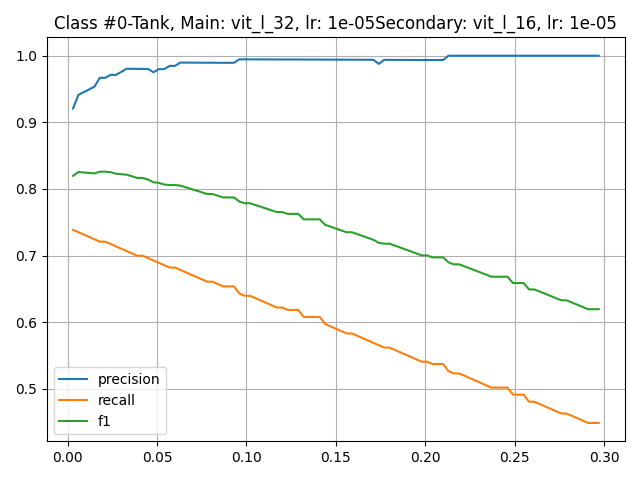 Class #0-Tank, Main: vit_l_32, lr: 1e-05Secondary: vit_l_16, lr: 1e-05
1.0
0.9
0.8
0.7
0.6
0.5
precision
recall
f1
0.00 0.05 0.10 0.15 0.20 0.25 0.30